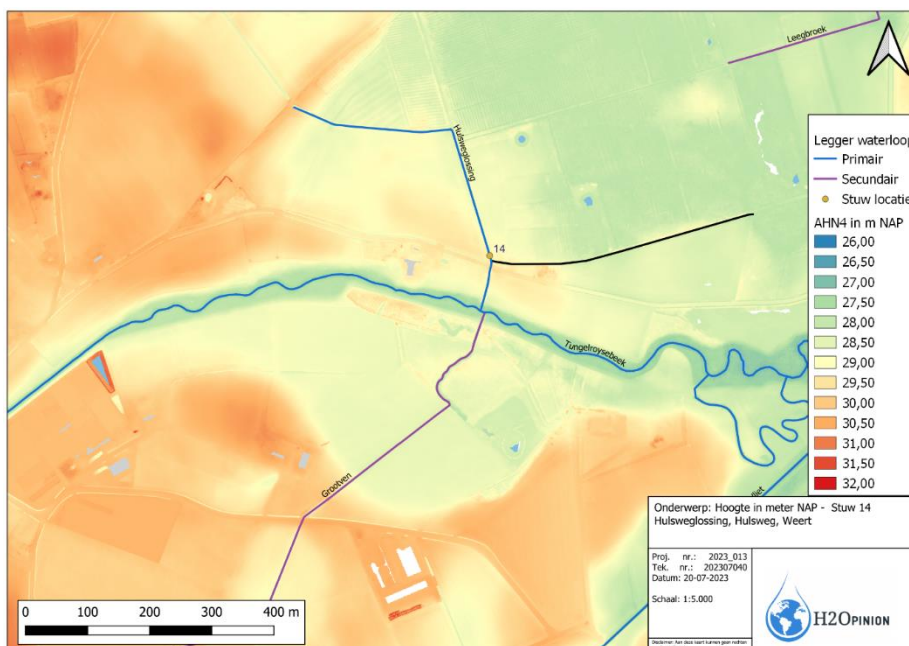 Leegbroek
Hulsweglossing
14
Tungelroysebeek
Grootven
Legger waterloop
Primair
Secundair
Stuw locatie
AHN4 in m NAP
26,00
26,50
27,00
27,50
28,00
28,50
29,00
29,50
30,00
30,50
31,00
31,50
32,00
Onderwerp: Hoogte in meter NAP - Stuw 14
Hulsweglossing, Hulsweg, Weert
Proj. nr.: 2023_013
Tek. nr.: 202307040
Datum: 20-07-2023
Schaal: 1:5.000
H2OPINION
0 100 200 300 400 m